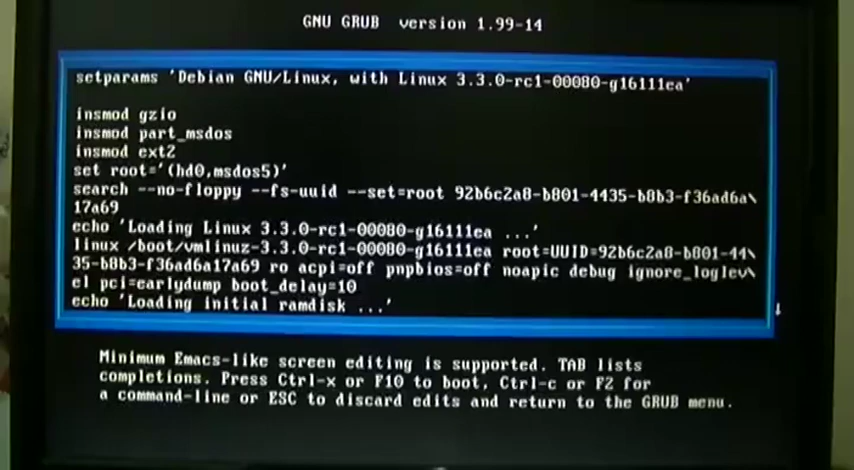 GNU GRUB version 1.99-14
setparams 'Debian GNU/Linux, with Linux 3.3.0-rc1-00080-g16111ea'
insmod gzio
insmod part_msdos
insmod ext2
set root='(hd0,msdos5)'
search --no-floppy --fs-uuid --set=root 92b6c2a8-b801-4435-b8b3-f36ad6a\
17a69
echo 'Loading Linux 3.3.0-rc1-00080-g16111ea ...'
linux /boot/vmlinuz-3.3.0-rc1-00080-g16111ea root=UUID=92b6c2a8-b801-44\
35-b8b3-f36ad6a17a69 ro acpi=off pnpbios=off noapic debug ignore_loglev\
el pci=earlydump boot_delay=10
echo 'Loading initial ramdisk ...'
Minimum Emacs-like screen editing is supported. TAB lists
completions. Press Ctrl-x or F10 to boot, Ctrl-c or F2 for
a command-line or ESC to discard edits and return to the GRUB menu.